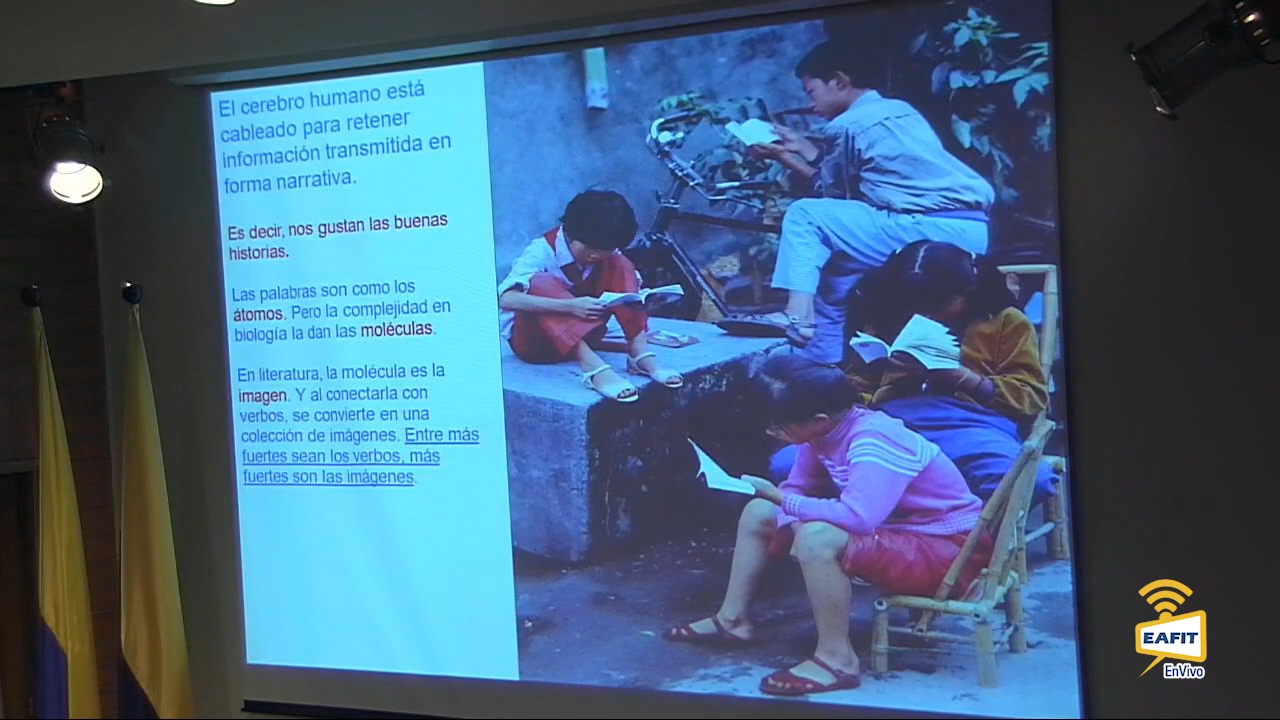 El cerebro humano está
cableado para retener
información transmitida en
forma narrativa.
Es decir, nos gustan las buenas
historias.
Las palabras son como los
átomos. Pero la complejidad en
biología la dan las moléculas.
En literatura, la molécula es la
imagen. Y al conectarla con
verbos, se convierte en una
colección de imágenes. Entre más
fuertes sean los verbos, más
fuertes son las imágenes.
EAFIT
EnVivo